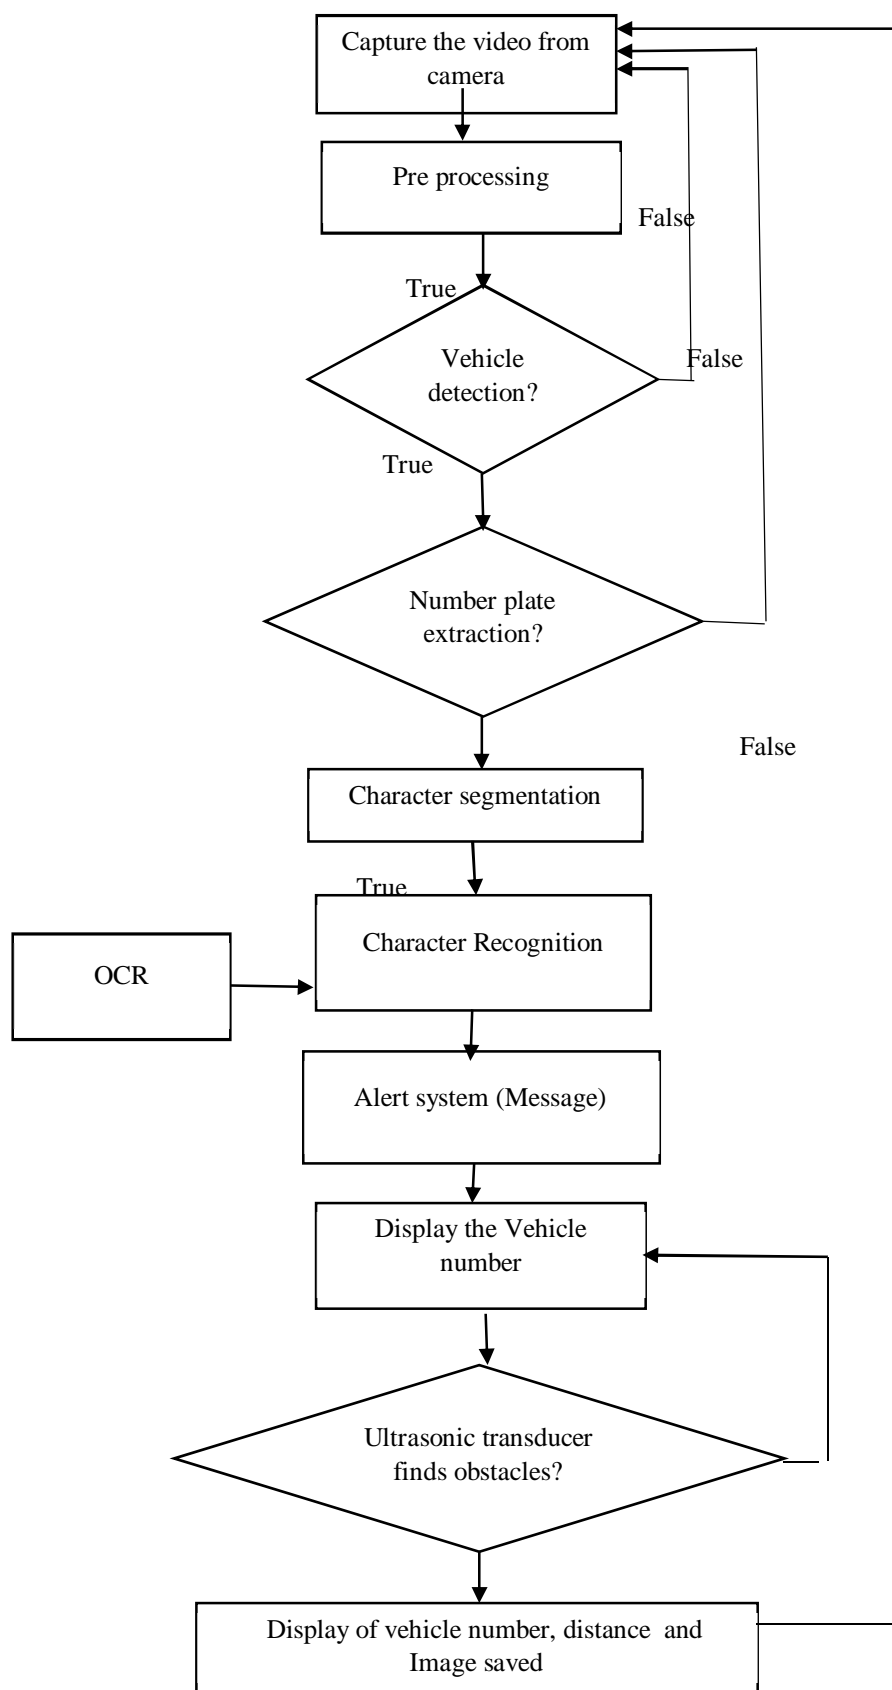 Capture the video from
camera
Pre processing
False
True
Vehicle
detection?
False
True
Number plate
extraction?
False
Character segmentation
True
Character Recognition
OCR
Alert system (Message)
Display the Vehicle
number
Ultrasonic transducer
finds obstacles?
Display of vehicle number, distance and
Image saved